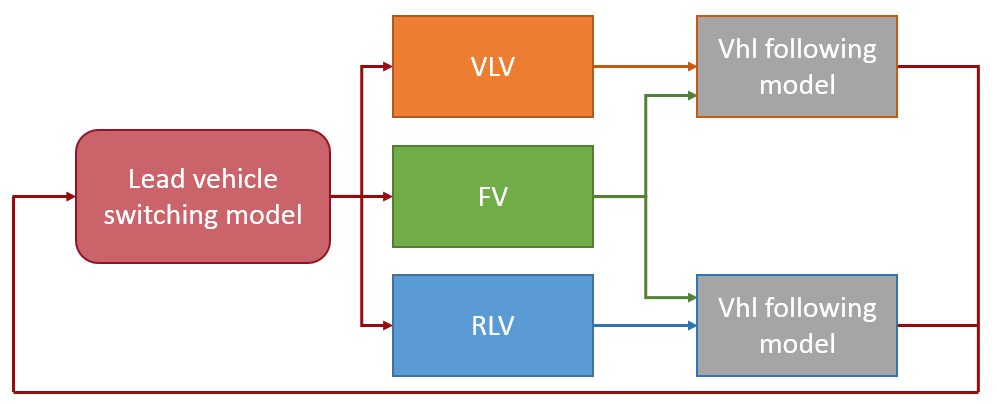 VLV
Vhl following
model
Lead vehicle
switching model
FV
RLV
Vhl following
model